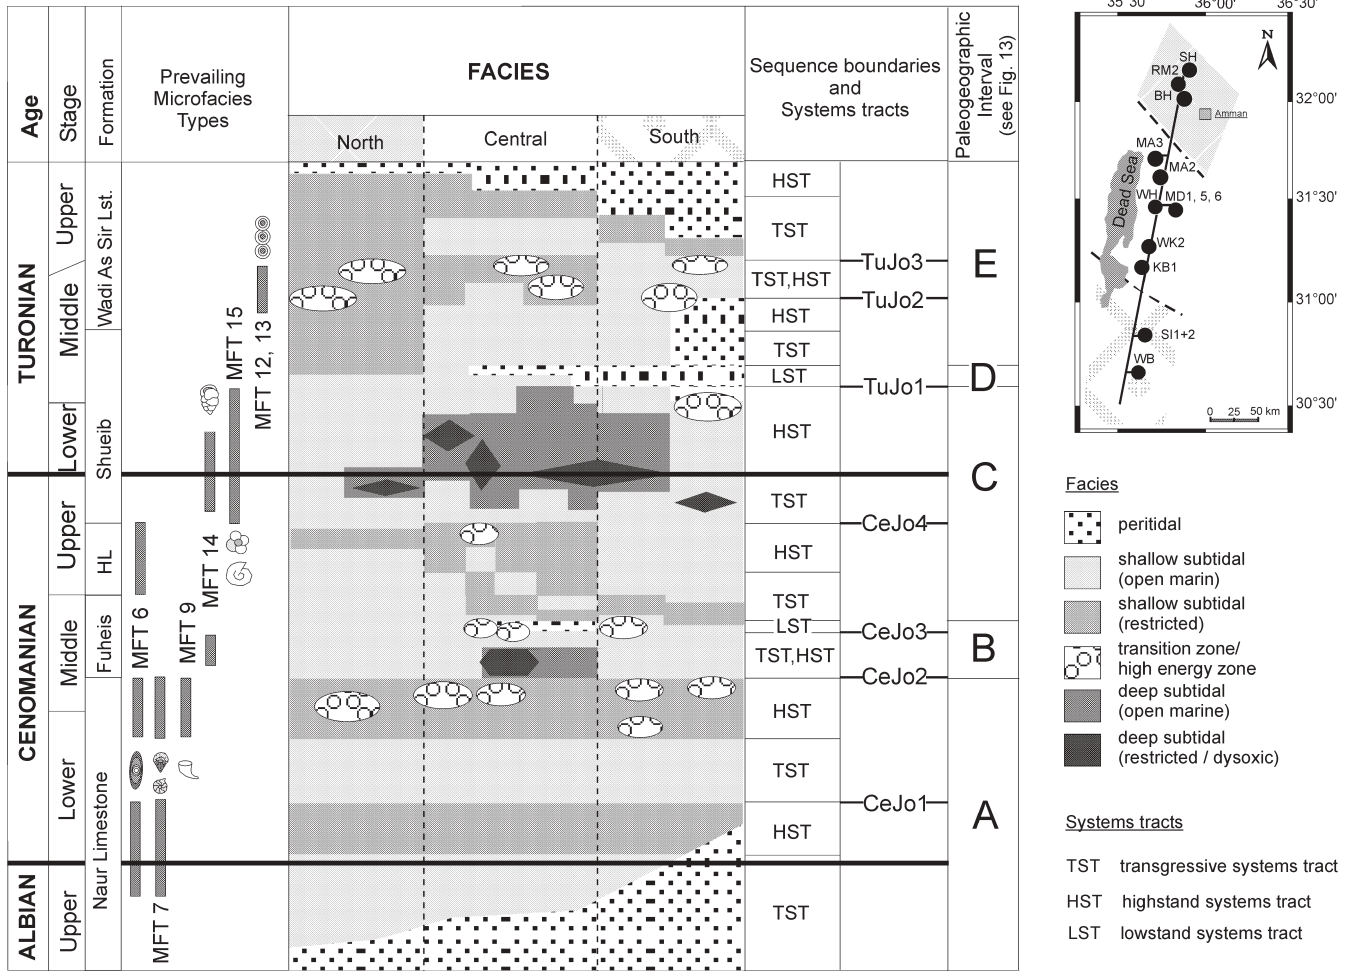 Age
Stage
Formation
Prevailing
Microfacies
Types
FACIES
North
Central
South
Sequence boundaries
and
Systems tracts
Paleogeographic
Interval
(see Fig. 13)
TURONIAN
CENOMANIAN
ALBIAN
Upper
Middle
Lower
Upper
Middle
Lower
Upper
Wadi As Sir Lst.
Shueib
HL
Fuheis
Naur Limestone
MFT 12, 13
MFT 15
MFT 14
MFT 9
MFT 6
MFT 7
HST
TST
TST,HST
HST
TST
LST
HST
TST
HST
TST
LST
TST,HST
HST
TST
HST
TST
TuJo3
TuJo2
TuJo1
CeJo4
CeJo3
CeJo2
CeJo1
E
D
C
B
A
35°30'
36°00'
36°30'
N
SH
RM2
BH
Amman
MA3
MA2
WH
MD1, 5, 6
WK2
KB1
SI1+2
WB
Dead Sea
32°00'
31°30'
31°00'
30°30'
0 25 50 km
Facies
peritidal
shallow subtidal
(open marin)
shallow subtidal
(restricted)
transition zone/
high energy zone
deep subtidal
(open marine)
deep subtidal
(restricted / dysoxic)
Systems tracts
TST transgressive systems tract
HST highstand systems tract
LST lowstand systems tract